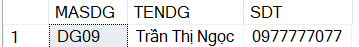 MASDG TENDG SDT
1 DG09 Trần Thị Ngọc 0977777077